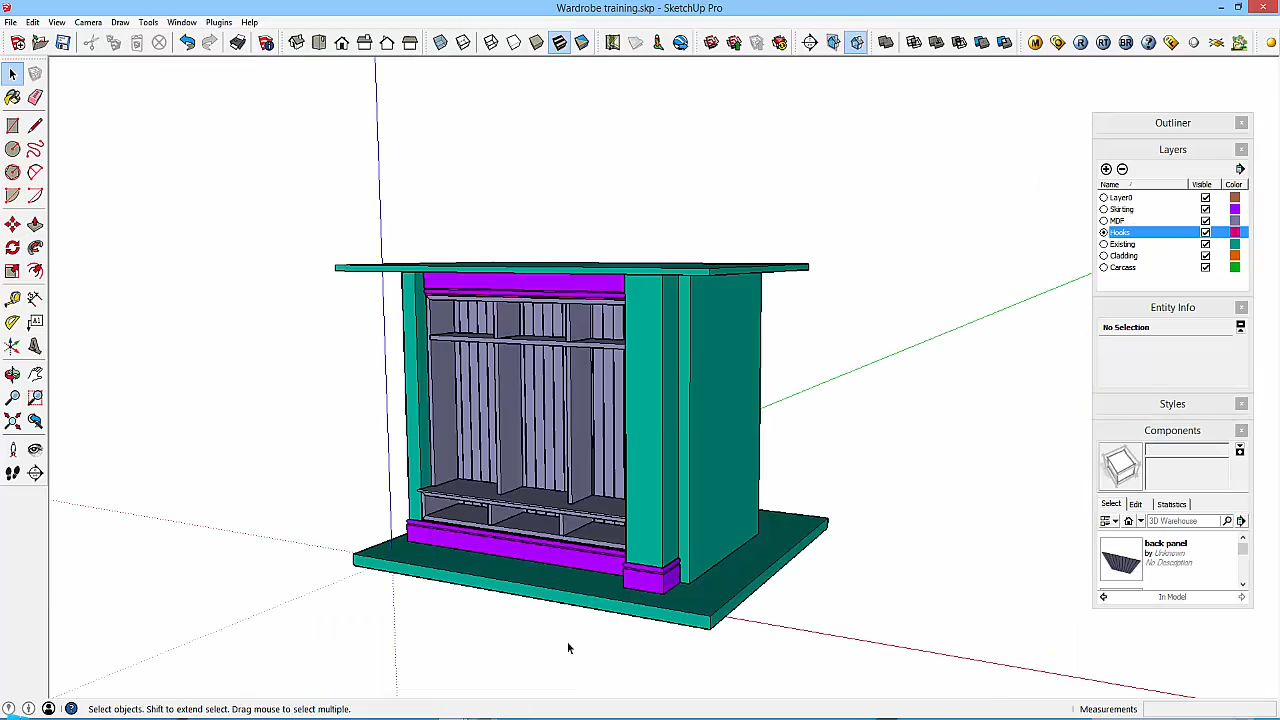 Wardrobe training.skp - SketchUp Pro
File Edit View Camera Draw Tools Window Plugins Help
M O R RT BR ?
Outliner
Layers
Name Visible Color
Layer0
Skirting
MDF
Hooks
Existing
Cladding
Carcass
Entity Info
No Selection
Styles
Components
Select Edit Statistics
3D Warehouse
back panel
by Unknown
No Description
In Model
A1
Select objects. Shift to extend select. Drag mouse to select multiple.
Measurements